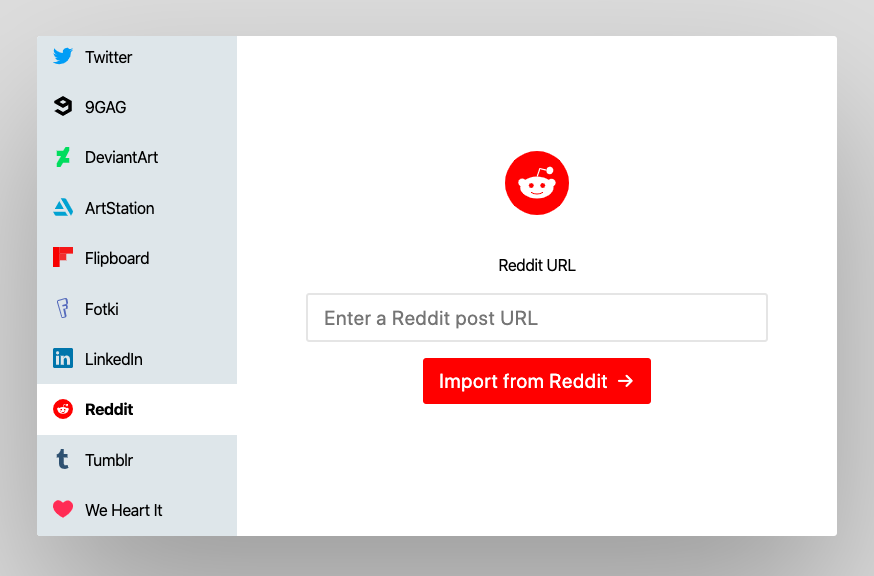 Twitter
9GAG
DeviantArt
ArtStation
Flipboard
Fotki
LinkedIn
Reddit
Tumblr
We Heart It
Reddit URL
Enter a Reddit post URL
Import from Reddit →